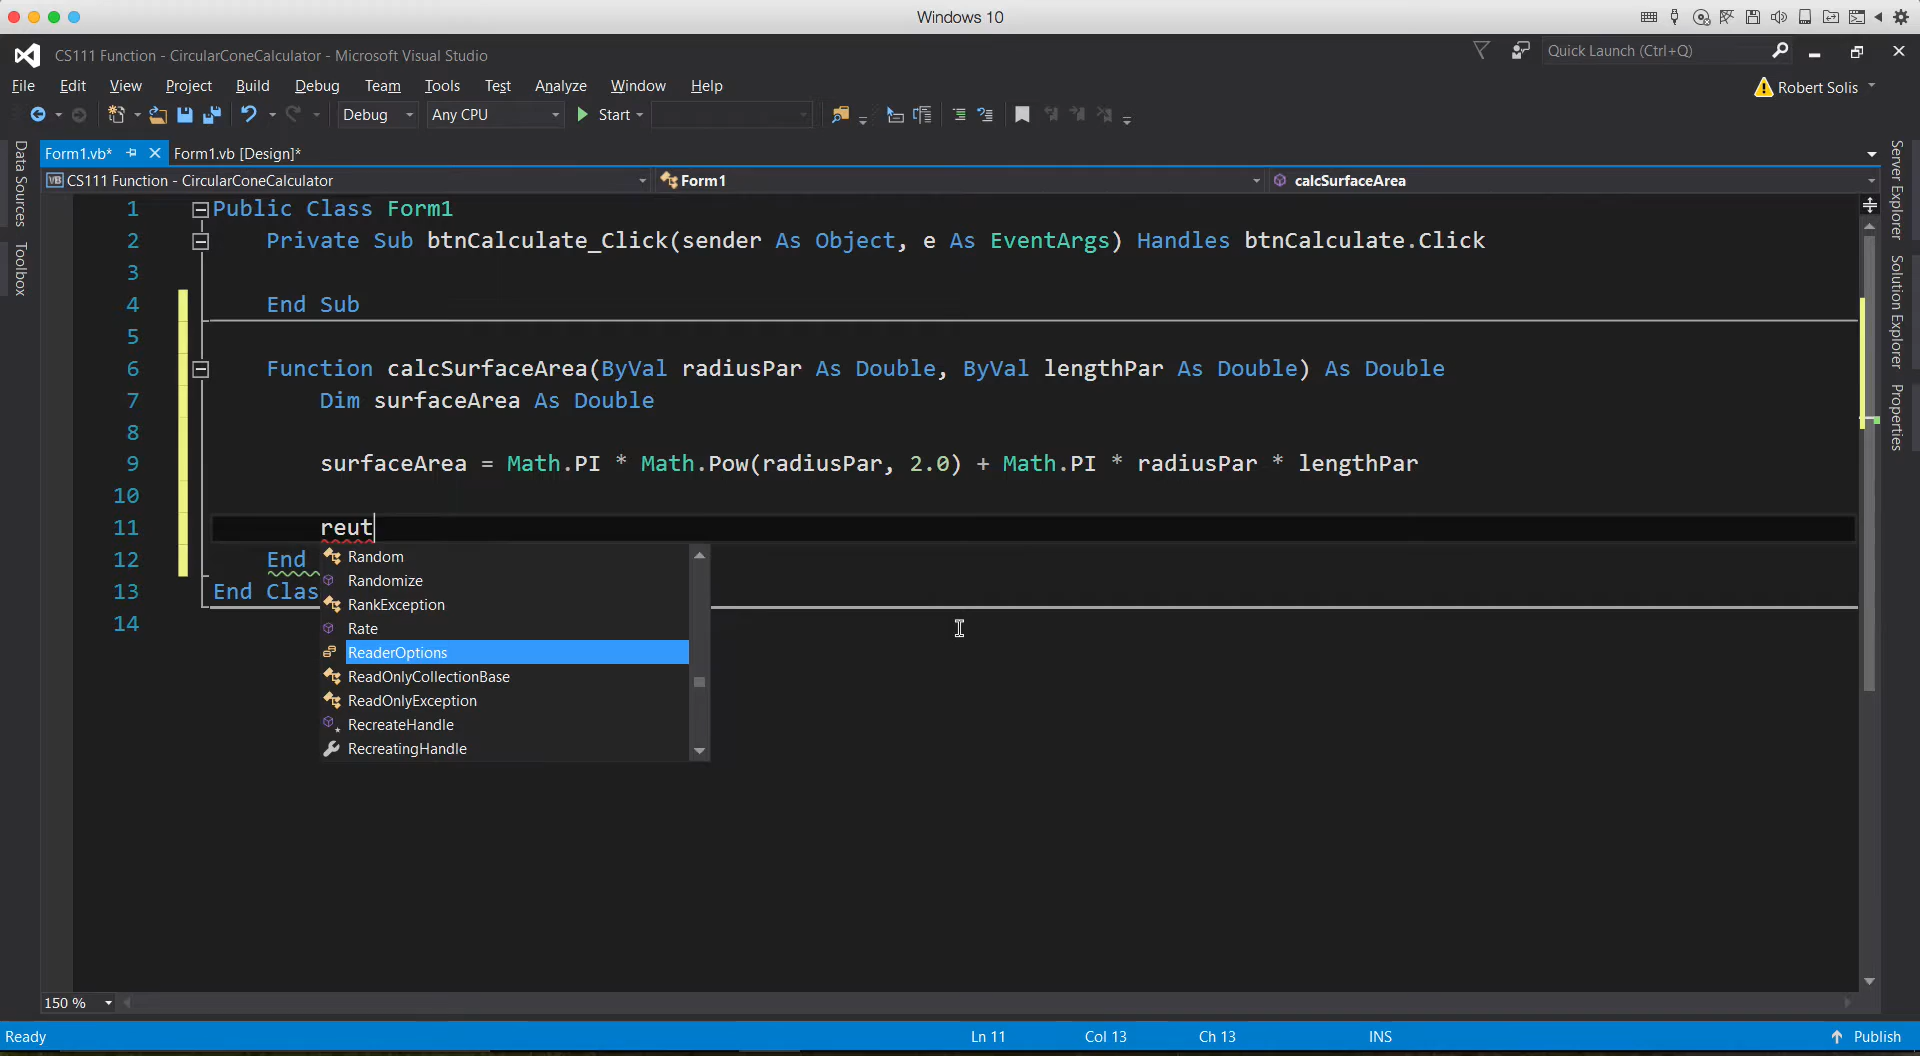 Windows 10
CS111 Function - CircularConeCalculator - Microsoft Visual Studio
Quick Launch (Ctrl+Q)
File Edit View Project Build Debug Team Tools Test Analyze Window Help
Robert Solis
Debug Any CPU Start
Form1.vb* Form1.vb [Design]*
CS111 Function - CircularConeCalculator Form1 calcSurfaceArea
Data Sources
Toolbox
Server Explorer
Solution Explorer
Properties
1 Public Class Form1
2 Private Sub btnCalculate_Click(sender As Object, e As EventArgs) Handles btnCalculate.Click
3
4 End Sub
5
6 Function calcSurfaceArea(ByVal radiusPar As Double, ByVal lengthPar As Double) As Double
7 Dim surfaceArea As Double
8
9 surfaceArea = Math.PI * Math.Pow(radiusPar, 2.0) + Math.PI * radiusPar * lengthPar
10
11 reut
12 End
13 End Clas
14
Random
Randomize
RankException
Rate
ReaderOptions
ReadOnlyCollectionBase
ReadOnlyException
RecreateHandle
RecreatingHandle
150 %
Ready Ln 11 Col 13 Ch 13 INS Publish